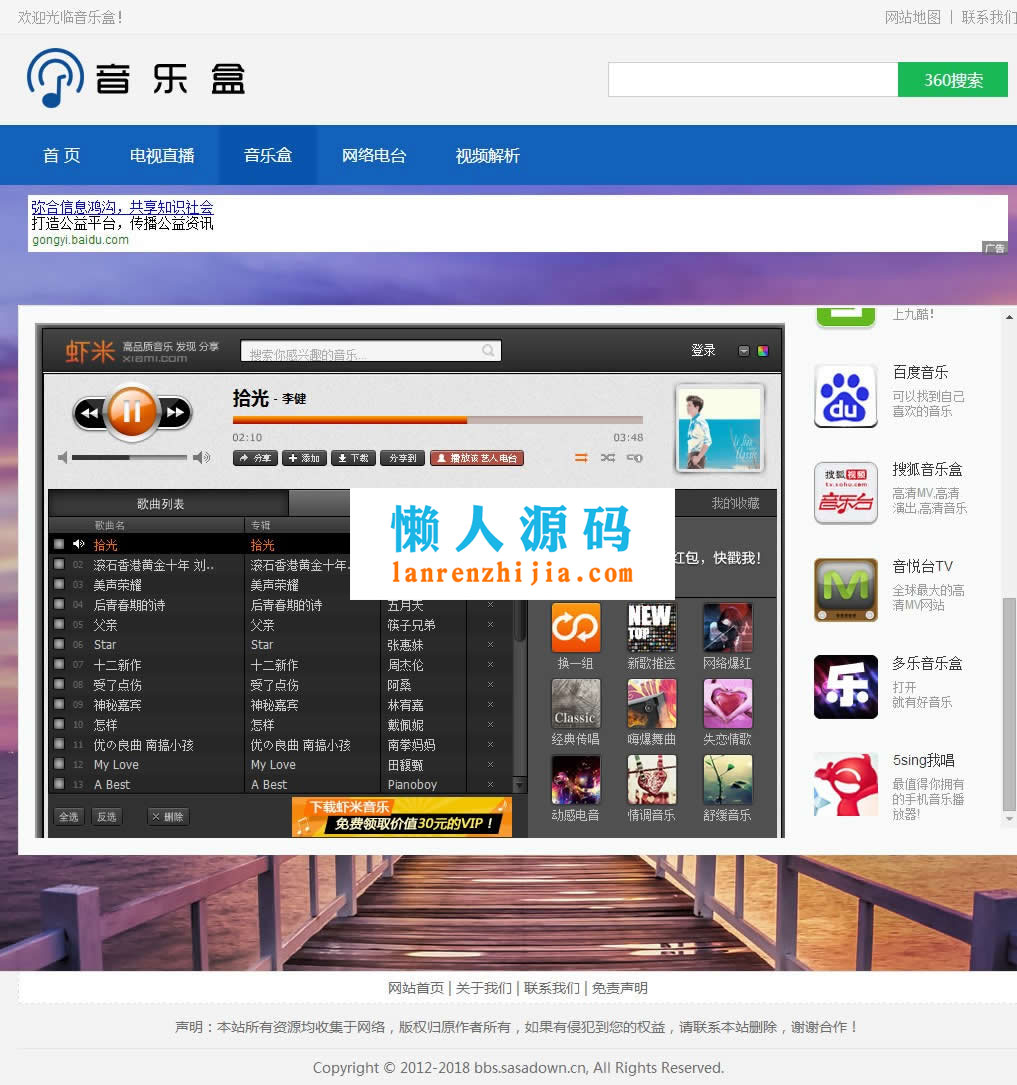 欢迎光临音乐盒!
网站地图 | 联系我们
音乐盒
360搜索
首页 电视直播 音乐盒 网络电台 视频解析
弥合信息鸿沟，共享知识社会
打造公益平台，传播公益资讯
gongyi.baidu.com
广告
虾米 高品质音乐 发现 分享
xiami.com
搜索你感兴趣的音乐...
登录
拾光 - 李健
02:10 03:48
分享 添加 下载 分享到 播放该艺人电台
歌曲列表
我的收藏
歌曲名 专辑
拾光 拾光
02 滚石香港黄金十年 刘.. 滚石香港黄金十年.
03 美声荣耀 美声荣耀
04 后青春期的诗 后青春期的诗 五月天 ×
05 父亲 父亲 筷子兄弟 ×
06 Star Star 张惠妹 ×
07 十二新作 十二新作 周杰伦 ×
08 受了点伤 受了点伤 阿桑 ×
09 神秘嘉宾 神秘嘉宾 林宥嘉 ×
10 怎样 怎样 戴佩妮 ×
11 优の良曲 南搞小孩 优の良曲 南搞小孩 南拳妈妈 ×
12 My Love My Love 田馥甄 ×
13 A Best A Best Pianoboy ×
全选 反选 × 删除
下载虾米音乐
免费领取价值30元的VIP！
懒人源码
lanrenzhijia.com
红包，快戳我!
NEW
TOP
换一组 新歌推送 网络爆红
Classic
经典传唱 嗨爆舞曲 失恋情歌
动感电音 情调音乐 舒缓音乐
上九酷!
du
百度音乐
可以找到自己
喜欢的音乐
搜狐视频
tv.sohu.com
音乐台
搜狐音乐盒
高清MV,高清
演出,高清音乐
M
音悦台TV
全球最大的高
清MV网站
乐
多乐音乐盒
打开
就有好音乐
5sing我唱
最值得你拥有
的手机音乐播
放器!
网站首页 | 关于我们 | 联系我们 | 免责声明
声明：本站所有资源均收集于网络，版权归原作者所有，如果有侵犯到您的权益，请联系本站删除，谢谢合作！
Copyright © 2012-2018 bbs.sasadown.cn, All Rights Reserved.